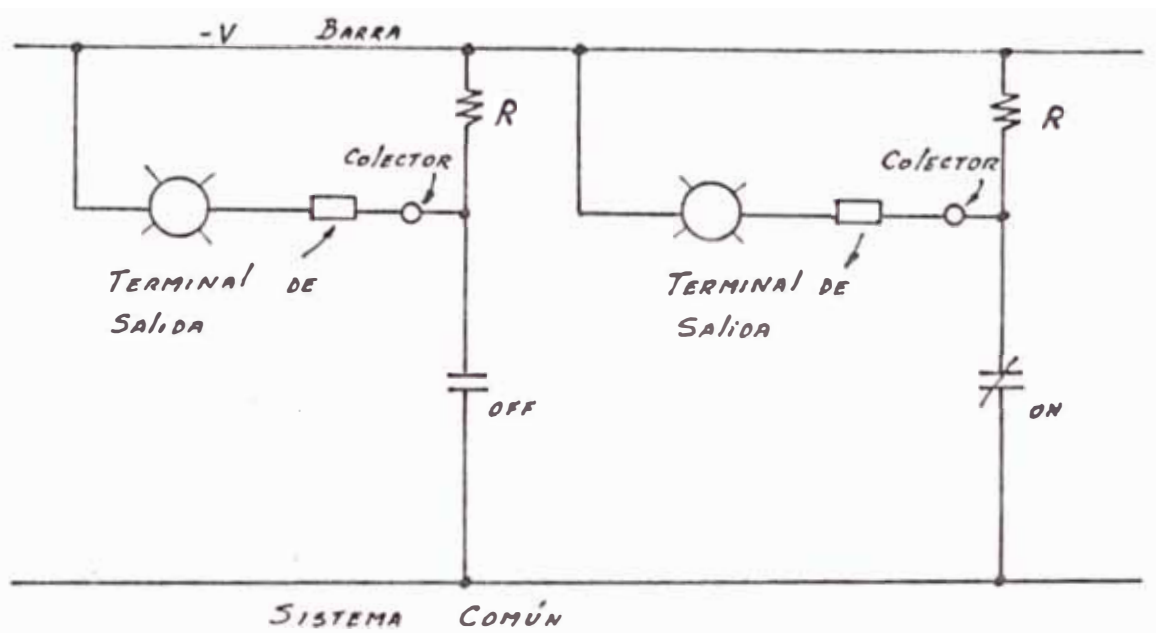 -V BARRA
R
R
COLECTOR
COLECTOR
TERMINAL DE
SALIDA
TERMINAL DE
SALIDA
OFF
ON
SISTEMA COMÚN